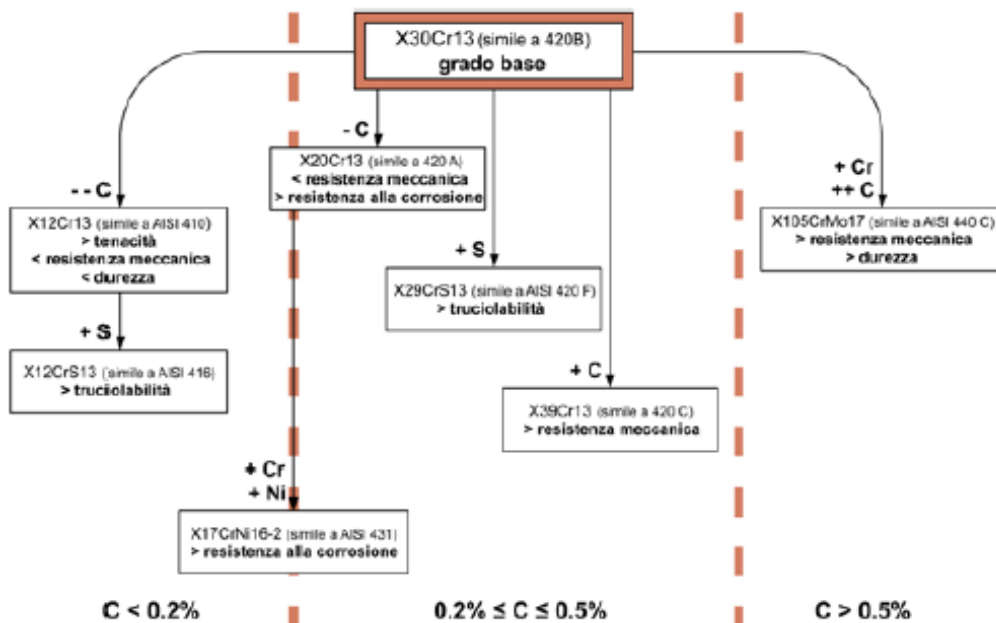 X30Cr13 (simile a 420B)
grado base
- C
X20Cr13 (simile a 420 A)
< resistenza meccanica
> resistenza alla corrosione
-- C
X12Cr13 (simile a AISI 410)
> tenacità
< resistenza meccanica
< durezza
+ S
X12CrS13 (simile a AISI 416)
> truciolabilità
+ S
X29CrS13 (simile a AISI 420 F)
> truciolabilità
+ C
X39Cr13 (simile a 420 C)
> resistenza meccanica
+ Cr
++ C
X105CrMo17 (simile a AISI 440 C)
> resistenza meccanica
> durezza
+ Cr
+ Ni
X17CrNi16-2 (simile a AISI 431)
> resistenza alla corrosione
C < 0.2%
0.2% ≤ C ≤ 0.5%
C > 0.5%